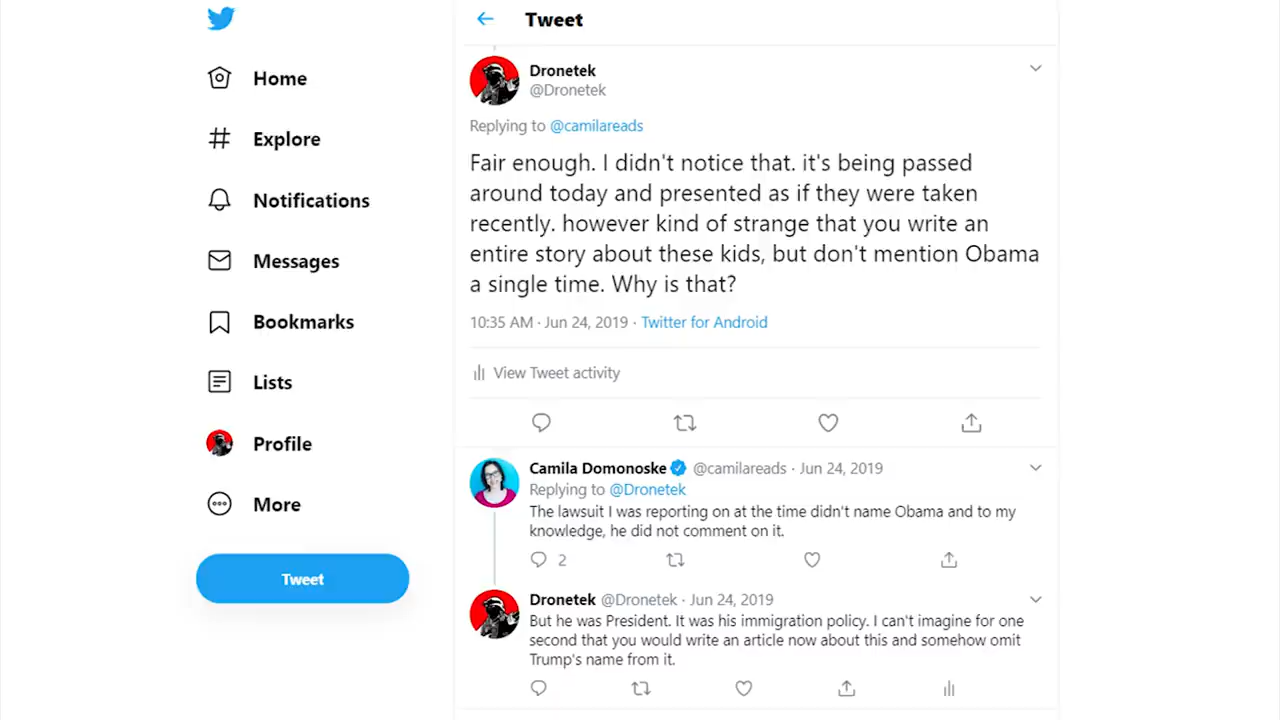 Home
Explore
Notifications
Messages
Bookmarks
Lists
Profile
More
Tweet
Tweet
Dronetek
@Dronetek
Replying to @camilareads
Fair enough. I didn't notice that. it's being passed
around today and presented as if they were taken
recently. however kind of strange that you write an
entire story about these kids, but don't mention Obama
a single time. Why is that?
10:35 AM · Jun 24, 2019 · Twitter for Android
View Tweet activity
Camila Domonoske @camilareads · Jun 24, 2019
Replying to @Dronetek
The lawsuit I was reporting on at the time didn't name Obama and to my
knowledge, he did not comment on it.
2
Dronetek @Dronetek · Jun 24, 2019
But he was President. It was his immigration policy. I can't imagine for one
second that you would write an article now about this and somehow omit
Trump's name from it.